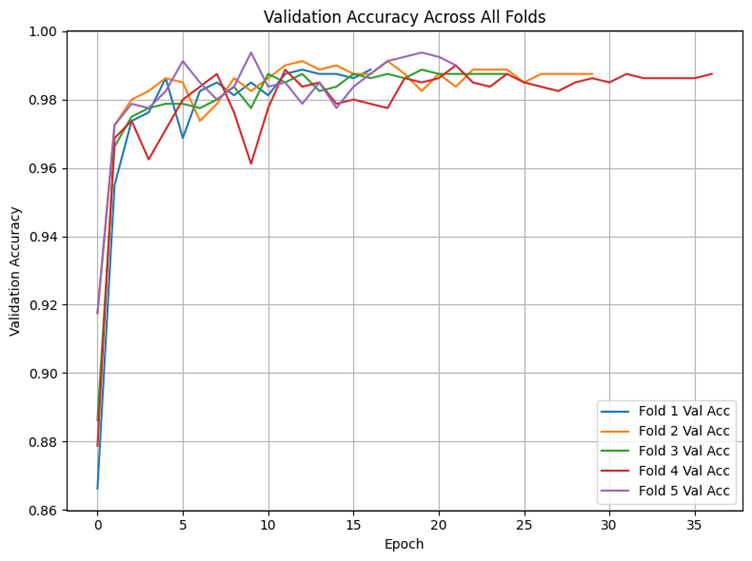 Validation Accuracy Across All Folds
1.00
0.98
0.96
0.94
0.92
0.90
0.88
0.86
Validation Accuracy
0
5
10
15
20
25
30
35
Epoch
Fold 1 Val Acc
Fold 2 Val Acc
Fold 3 Val Acc
Fold 4 Val Acc
Fold 5 Val Acc